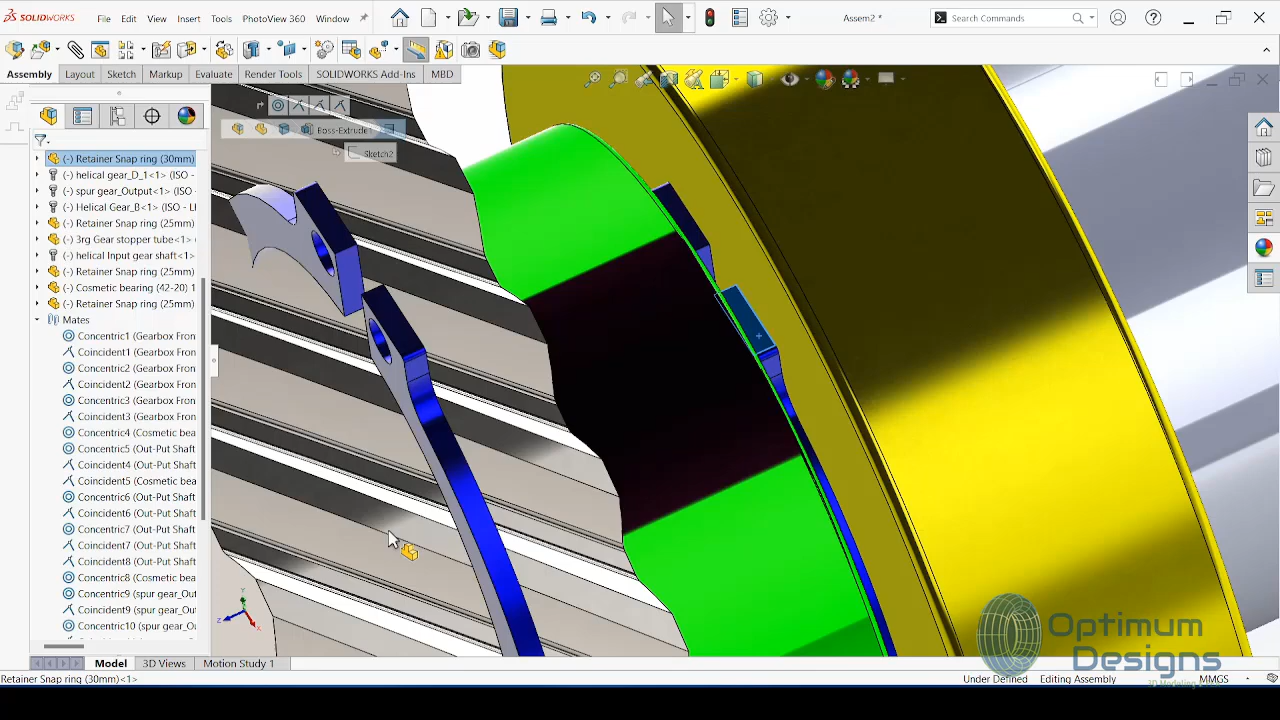 SOLIDWORKS
File Edit View Insert Tools PhotoView 360 Window
Assem2 *
Search Commands
Assembly Layout Sketch Markup Evaluate Render Tools SOLIDWORKS Add-Ins MBD
Boss-Extrude
Sketch2
(-) Retainer Snap ring (30mm)
(-) helical gear_D_1<1> (ISO -
(-) spur gear_Output<1> (ISO
(-) Helical Gear_B<1> (ISO - LE
(-) Retainer Snap ring (25mm)
(-) 3rg Gear stopper tube<1>
(-) helical Input gear shaft<1>
(-) Retainer Snap ring (25mm)
(-) Cosmetic bearing (42-20) 1
(-) Retainer Snap ring (25mm)
Mates
Concentric1 (Gearbox Fron
Coincident1 (Gearbox Fron
Concentric2 (Gearbox Fron
Coincident2 (Gearbox Fron
Concentric3 (Gearbox Fron
Coincident3 (Gearbox Fron
Concentric4 (Cosmetic bea
Concentric5 (Out-Put Shaft
Coincident4 (Out-Put Shaft
Coincident5 (Cosmetic bea
Concentric6 (Out-Put Shaft
Coincident6 (Out-Put Shaft
Concentric7 (Out-Put Shaft
Coincident7 (Out-Put Shaft
Coincident8 (Out-Put Shaft
Concentric8 (Cosmetic bea
Concentric9 (spur gear_Out
Coincident9 (spur gear_Out
Concentric10 (spur gear_O
Y
Z
X
Model 3D Views Motion Study 1
Retainer Snap ring (30mm)<1>
Under Defined Editing Assembly MMGS
Optimum
Designs